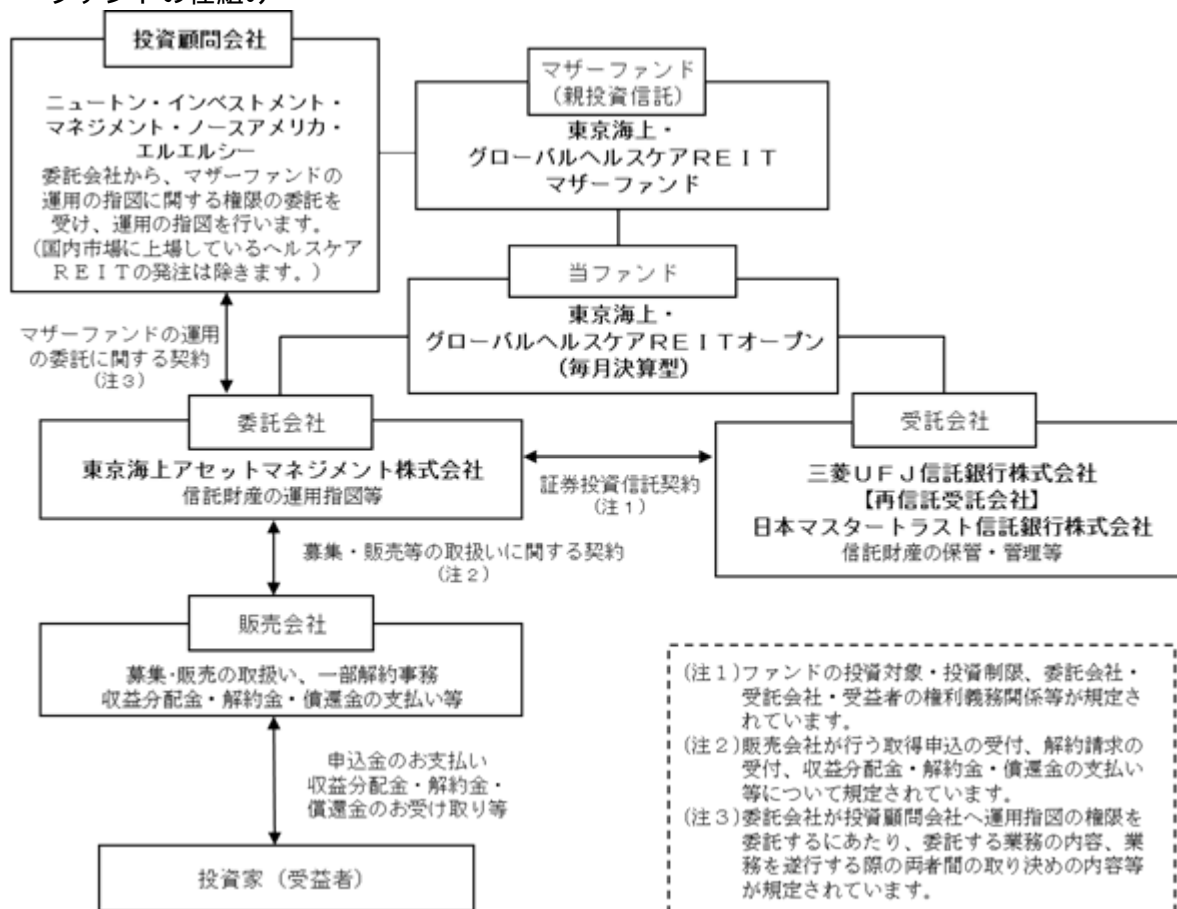 ファンドの仕組み
投資顧問会社
ニュートン・インベストメント・
マネジメント・ノースアメリカ・
エルエルシー
委託会社から、マザーファンドの
運用の指図に関する権限の委託を
受け、運用の指図を行います。
(国内市場に上場しているヘルスケア
ＲＥＩＴの発注は除きます。)
マザーファンド
(親投資信託)
東京海上・
グローバルヘルスケアＲＥＩＴ
マザーファンド
当ファンド
東京海上・
グローバルヘルスケアＲＥＩＴオープン
(毎月決算型)
マザーファンドの運用
の委託に関する契約
(注３)
委託会社
東京海上アセットマネジメント株式会社
信託財産の運用指図等
証券投資信託契約
(注１)
受託会社
三菱ＵＦＪ信託銀行株式会社
【再信託受託会社】
日本マスタートラスト信託銀行株式会社
信託財産の保管・管理等
募集・販売等の取扱いに関する契約
(注２)
販売会社
募集・販売の取扱い、一部解約事務
収益分配金・解約金・償還金の支払い等
申込金のお支払い
収益分配金・解約金・
償還金のお受け取り等
投資家（受益者）
(注１)ファンドの投資対象・投資制限、委託会社・
受託会社・受益者の権利義務関係等が規定さ
れています。
(注２)販売会社が行う取得申込の受付、解約請求の
受付、収益分配金・解約金・償還金の支払い
等について規定されています。
(注３)委託会社が投資顧問会社へ運用指図の権限を
委託するにあたり、委託する業務の内容、業
務を遂行する際の両者間の取り決めの内容等
が規定されています。